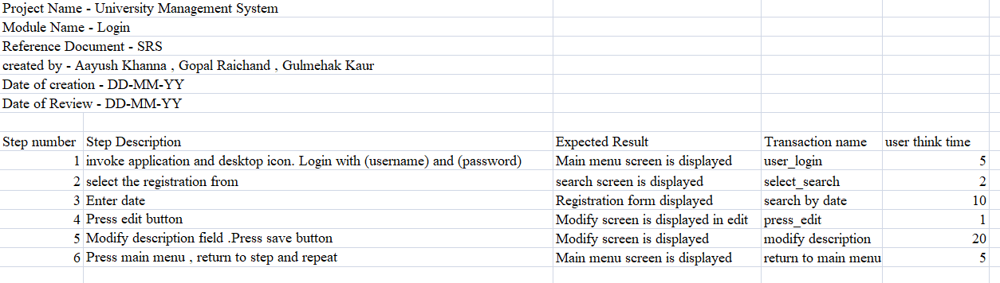 Project Name - University Management System
Module Name - Login
Reference Document - SRS
created by - Aayush Khanna , Gopal Raichand , Gulmehak Kaur
Date of creation - DD-MM-YY
Date of Review - DD-MM-YY
Step number Step Description Expected Result Transaction name user think time
1 invoke application and desktop icon. Login with (username) and (password) Main menu screen is displayed user_login 5
2 select the registration from search screen is displayed select_search 2
3 Enter date Registration form displayed search by date 10
4 Press edit button Modify screen is displayed in edit press_edit 1
5 Modify description field .Press save button Modify screen is displayed modify description 20
6 Press main menu , return to step and repeat Main menu screen is displayed return to main menu 5